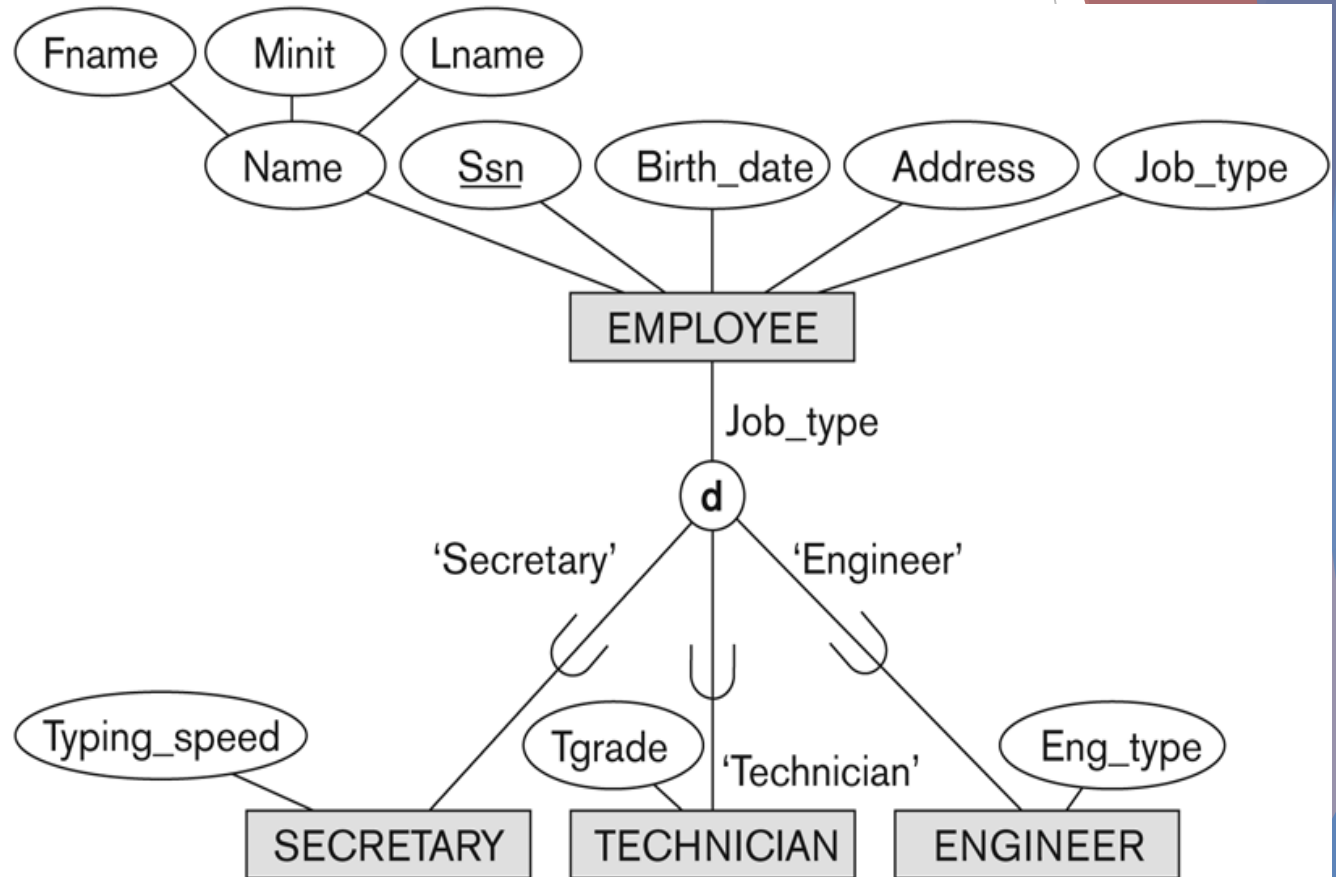 Fname
Minit
Lname
Name
Ssn
Birth_date
Address
Job_type
EMPLOYEE
Job_type
d
‘Secretary’
‘Engineer’
Typing_speed
Tgrade
‘Technician’
Eng_type
SECRETARY
TECHNICIAN
ENGINEER